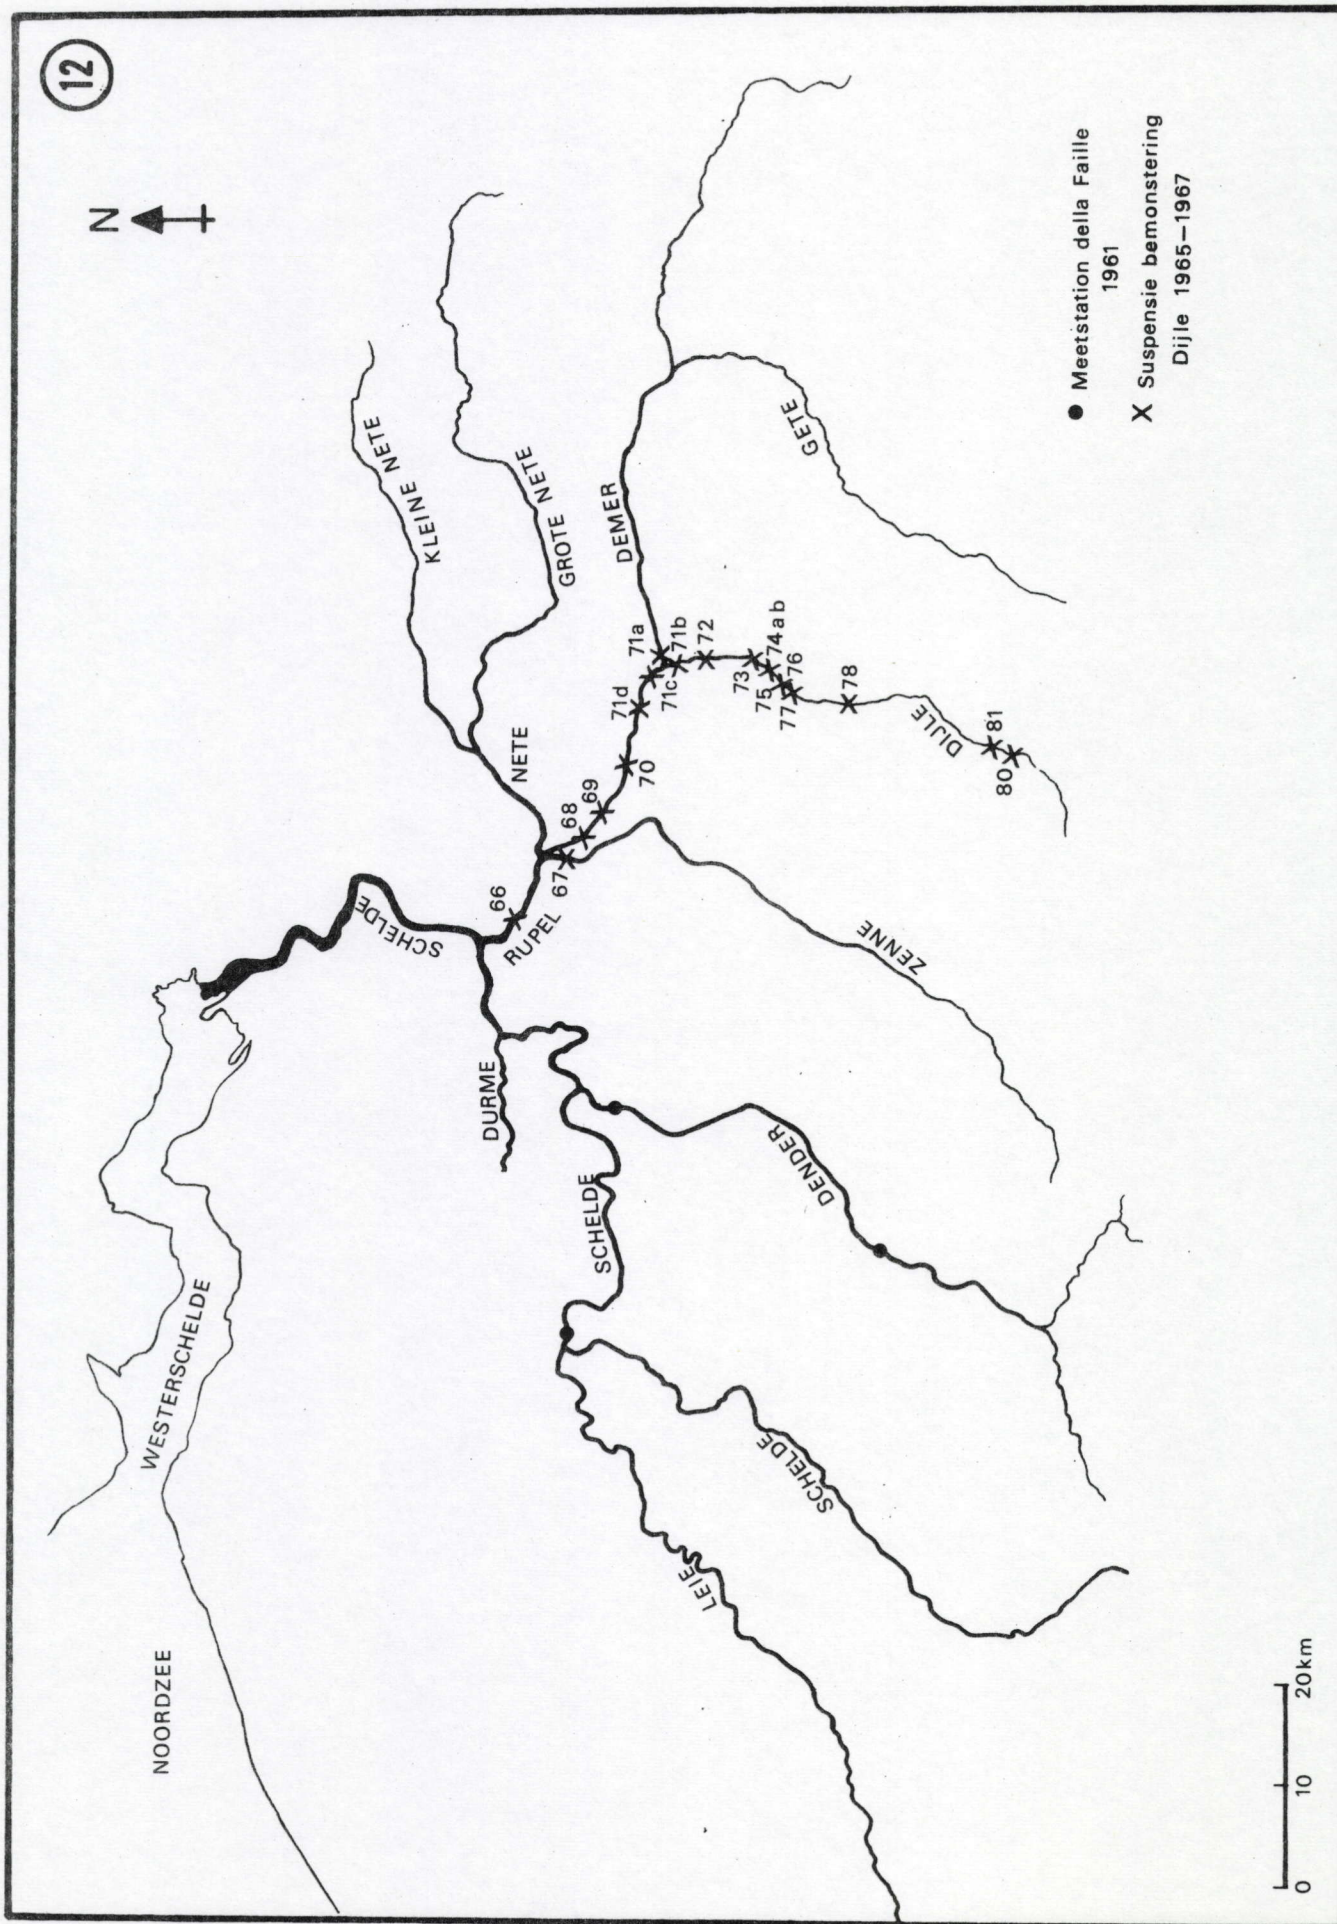 12
N
NOORDZEE
WESTERSCHELDE
SCHELDE
KLEINE NETE
GROTE NETE
NETE
RUPEL
DURME
DEMER
SCHELDE
GETE
DENDER
ZENNE
DIJLE
SCHELDE
LEIE
66
67
68
69
70
71d
71a
71c
71b
72
73
74ab
75
76
77
78
81
80
● Meetstation della Faille
1961
X Suspensie bemonstering
Dijle 1965–1967
0 10 20km